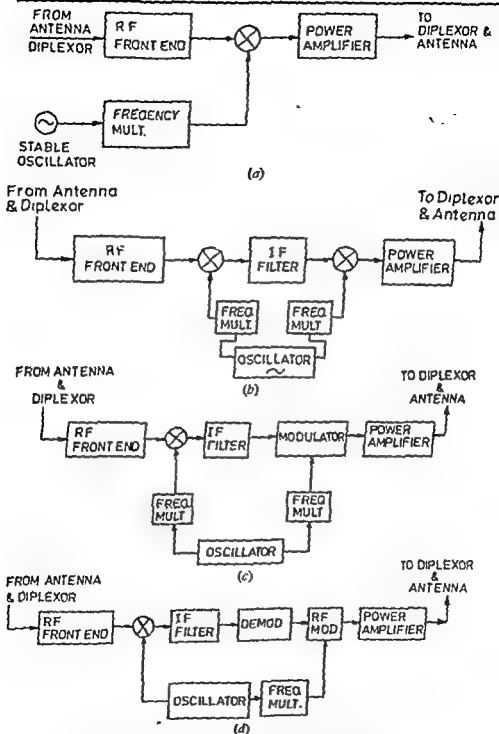 FROM ANTENNA
DIPLEXOR
RF FRONT END
POWER AMPLIFIER
TO DIPLEXOR & ANTENNA
FREQENCY MULT.
STABLE OSCILLATOR
(a)
From Antenna & Diplexor
To Diplexor & Antenna
RF FRONT END
IF FILTER
POWER AMPLIFIER
FREQ. MULT.
FREQ. MULT
OSCILLATOR
(b)
FROM ANTENNA & DIPLEXOR
TO DIPLEXOR & ANTENNA
RF FRONT END
IF FILTER
MODULATOR
POWER AMPLIFIER
FREQ. MULT
FREQ. MULT
OSCILLATOR
(c)
FROM ANTENNA & DIPLEXOR
TO DIPLEXOR & ANTENNA
RF FRONT END
IF FILTER
DEMOD
RF MOD
POWER AMPLIFIER
OSCILLATOR
FREQ. MULT.
(d)